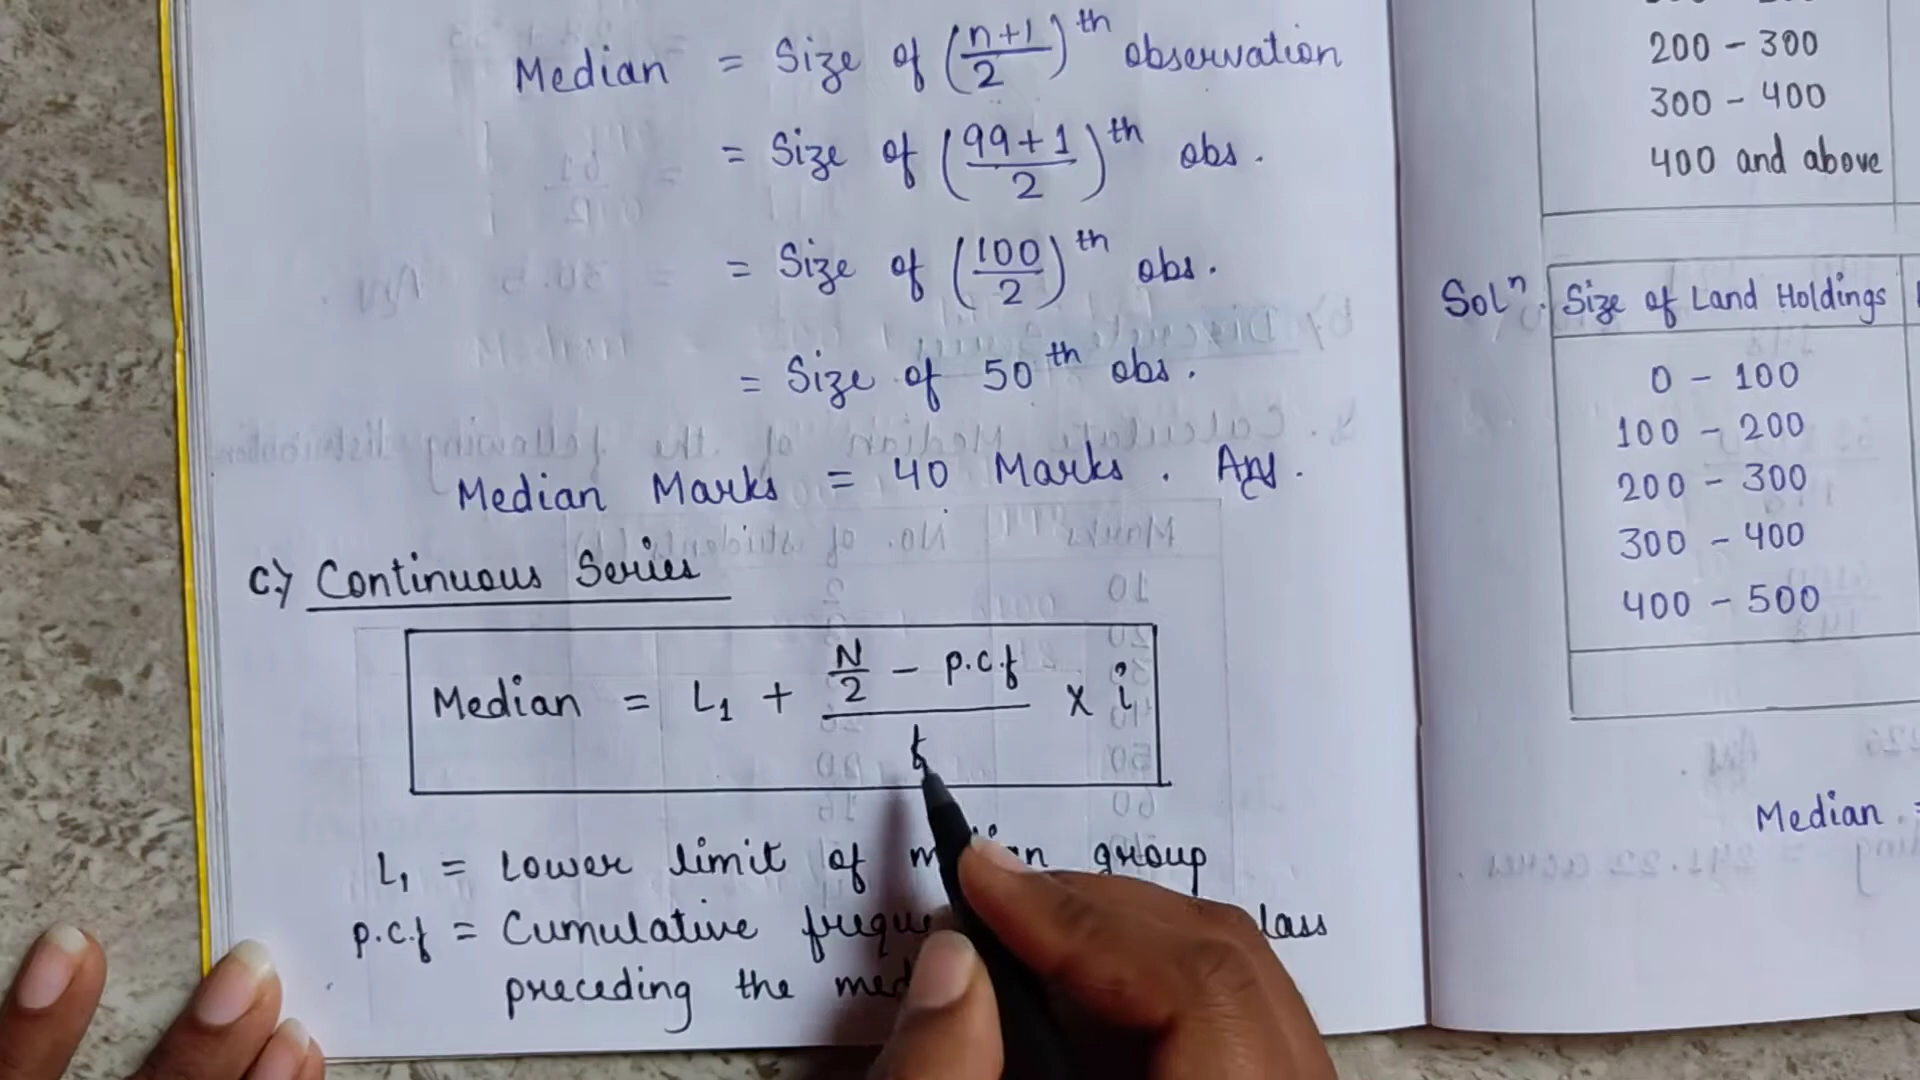 Median = Size of (n+1/2)th observation
= Size of (99+1/2)th obs.
= Size of (100/2)th obs.
= Size of 50th obs.
Median Marks = 40 Marks. Ans.
c) Continuous Series
Median = L₁ + N/2 - p.c.f / f × i
L₁ = Lower limit of group
p.c.f = Cumulative
preceding the
200 - 300
300 - 400
400 and above
Solⁿ. Size of Land Holdings
0 - 100
100 - 200
200 - 300
300 - 400
400 - 500
Median =